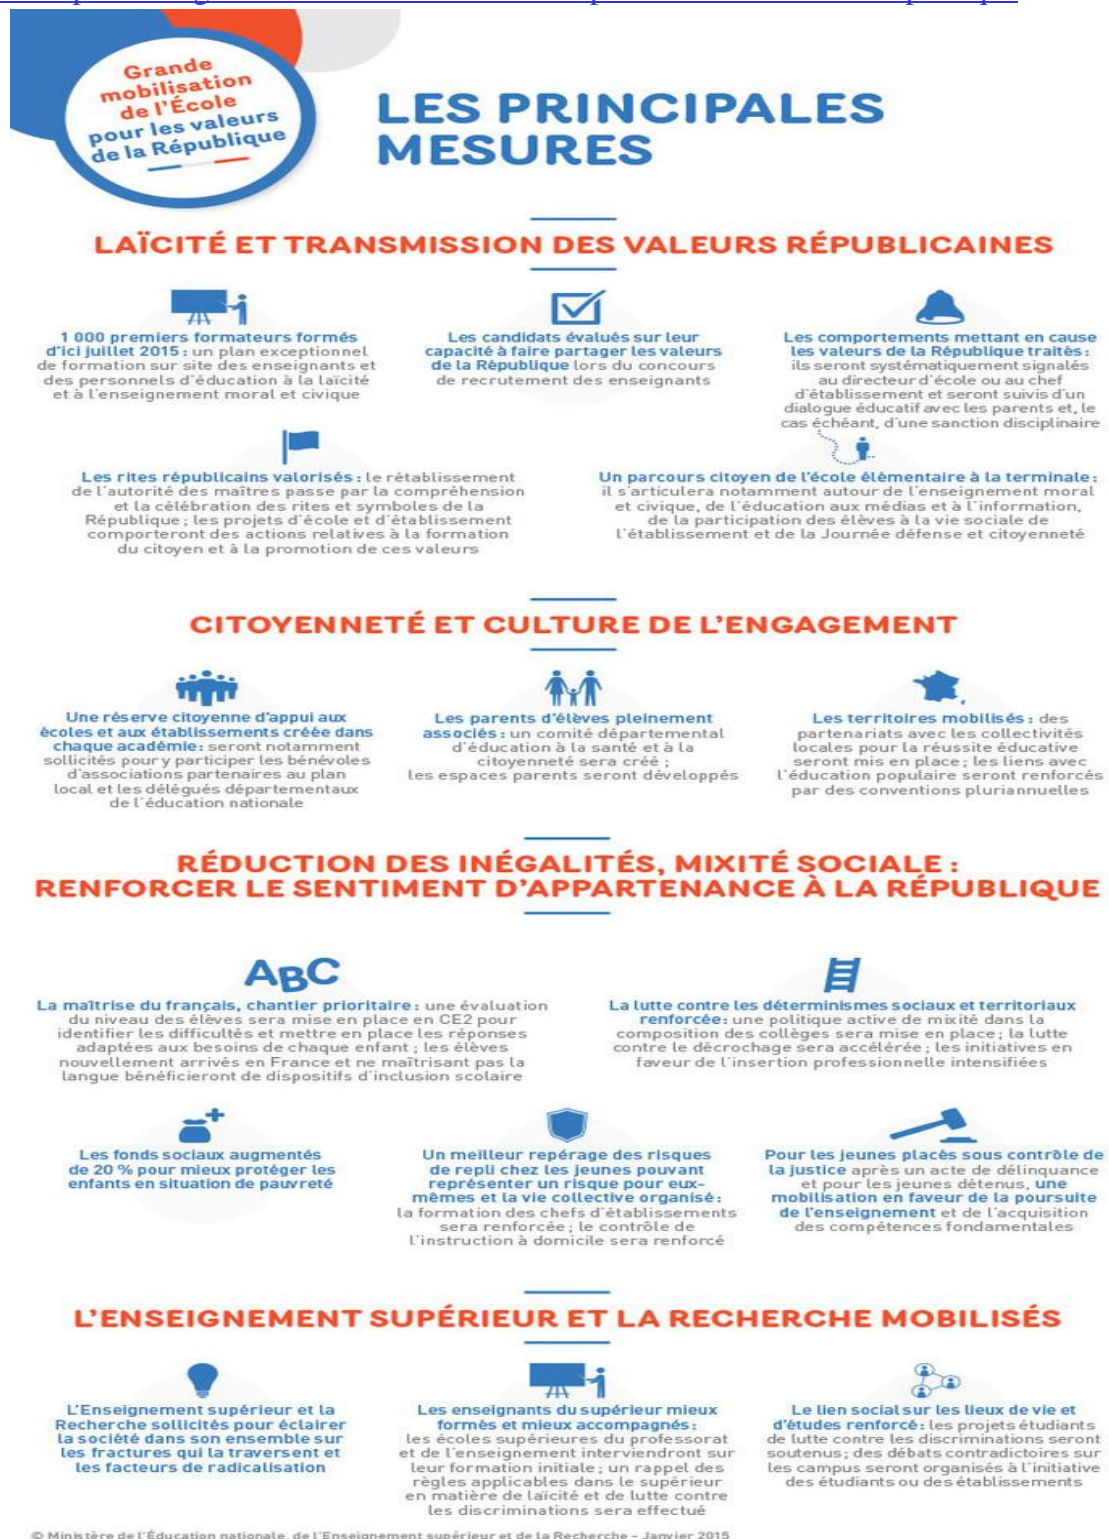 Grande
mobilisation
de l'École
pour les valeurs
de la République
LES PRINCIPALES
MESURES
LAÏCITÉ ET TRANSMISSION DES VALEURS RÉPUBLICAINES
1 000 premiers formateurs formés
d'ici juillet 2015 : un plan exceptionnel
de formation sur site des enseignants et
des personnels d'éducation à la laïcité
et à l'enseignement moral et civique
Les candidats évalués sur leur
capacité à faire partager les valeurs
de la République lors du concours
de recrutement des enseignants
Les comportements mettant en cause
les valeurs de la République traités :
ils seront systématiquement signalés
au directeur d'école ou au chef
d'établissement et seront suivis d'un
dialogue éducatif avec les parents et, le
cas échéant, d'une sanction disciplinaire
Les rites républicains valorisés : le rétablissement
de l'autorité des maîtres passe par la compréhension
et la célébration des rites et symboles de la
République ; les projets d'école et d'établissement
comporteront des actions relatives à la formation
du citoyen et à la promotion de ces valeurs
Un parcours citoyen de l'école élémentaire à la terminale :
il s'articulera notamment autour de l'enseignement moral
et civique, de l'éducation aux médias et à l'information,
de la participation des élèves à la vie sociale de
l'établissement et de la Journée défense et citoyenneté
CITOYENNETÉ ET CULTURE DE L'ENGAGEMENT
Une réserve citoyenne d'appui aux
écoles et aux établissements créée dans
chaque académie : seront notamment
sollicités pour y participer les bénévoles
d'associations partenaires au plan
local et les délégués départementaux
de l'éducation nationale
Les parents d'élèves pleinement
associés : un comité départemental
d'éducation à la santé et à la
citoyenneté sera créé ;
les espaces parents seront développés
Les territoires mobilisés : des
partenariats avec les collectivités
locales pour la réussite éducative
seront mis en place ; les liens avec
l'éducation populaire seront renforcés
par des conventions pluriannuelles
RÉDUCTION DES INÉGALITÉS, MIXITÉ SOCIALE :
RENFORCER LE SENTIMENT D'APPARTENANCE À LA RÉPUBLIQUE
ABC
La maîtrise du français, chantier prioritaire : une évaluation
du niveau des élèves sera mise en place en CE2 pour
identifier les difficultés et mettre en place les réponses
adaptées aux besoins de chaque enfant ; les élèves
nouvellement arrivés en France et ne maîtrisant pas la
langue bénéficieront de dispositifs d'inclusion scolaire
La lutte contre les déterminismes sociaux et territoriaux
renforcée : une politique active de mixité dans la
composition des collèges sera mise en place ; la lutte
contre le décrochage sera accélérée ; les initiatives en
faveur de l'insertion professionnelle intensifiées
Les fonds sociaux augmentés
de 20 % pour mieux protéger les
enfants en situation de pauvreté
Un meilleur repérage des risques
de repli chez les jeunes pouvant
représenter un risque pour eux-
mêmes et la vie collective organisé :
la formation des chefs d'établissements
sera renforcée ; le contrôle de
l'instruction à domicile sera renforcé
Pour les jeunes placés sous contrôle de
la justice après un acte de délinquance
et pour les jeunes détenus, une
mobilisation en faveur de la poursuite
de l'enseignement et de l'acquisition
des compétences fondamentales
L'ENSEIGNEMENT SUPÉRIEUR ET LA RECHERCHE MOBILISÉS
L'Enseignement supérieur et la
Recherche sollicités pour éclairer
la société dans son ensemble sur
les fractures qui la traversent et
les facteurs de radicalisation
Les enseignants du supérieur mieux
formés et mieux accompagnés :
les écoles supérieures du professorat
et de l'enseignement interviendront sur
leur formation initiale ; un rappel des
règles applicables dans le supérieur
en matière de laïcité et de lutte contre
les discriminations sera effectué
Le lien social sur les lieux de vie et
d'études renforcé : les projets étudiants
de lutte contre les discriminations seront
soutenus ; des débats contradictoires sur
les campus seront organisés à l'initiative
des étudiants ou des établissements
© Ministère de l'Éducation nationale, de l'Enseignement supérieur et de la Recherche - Janvier 2015